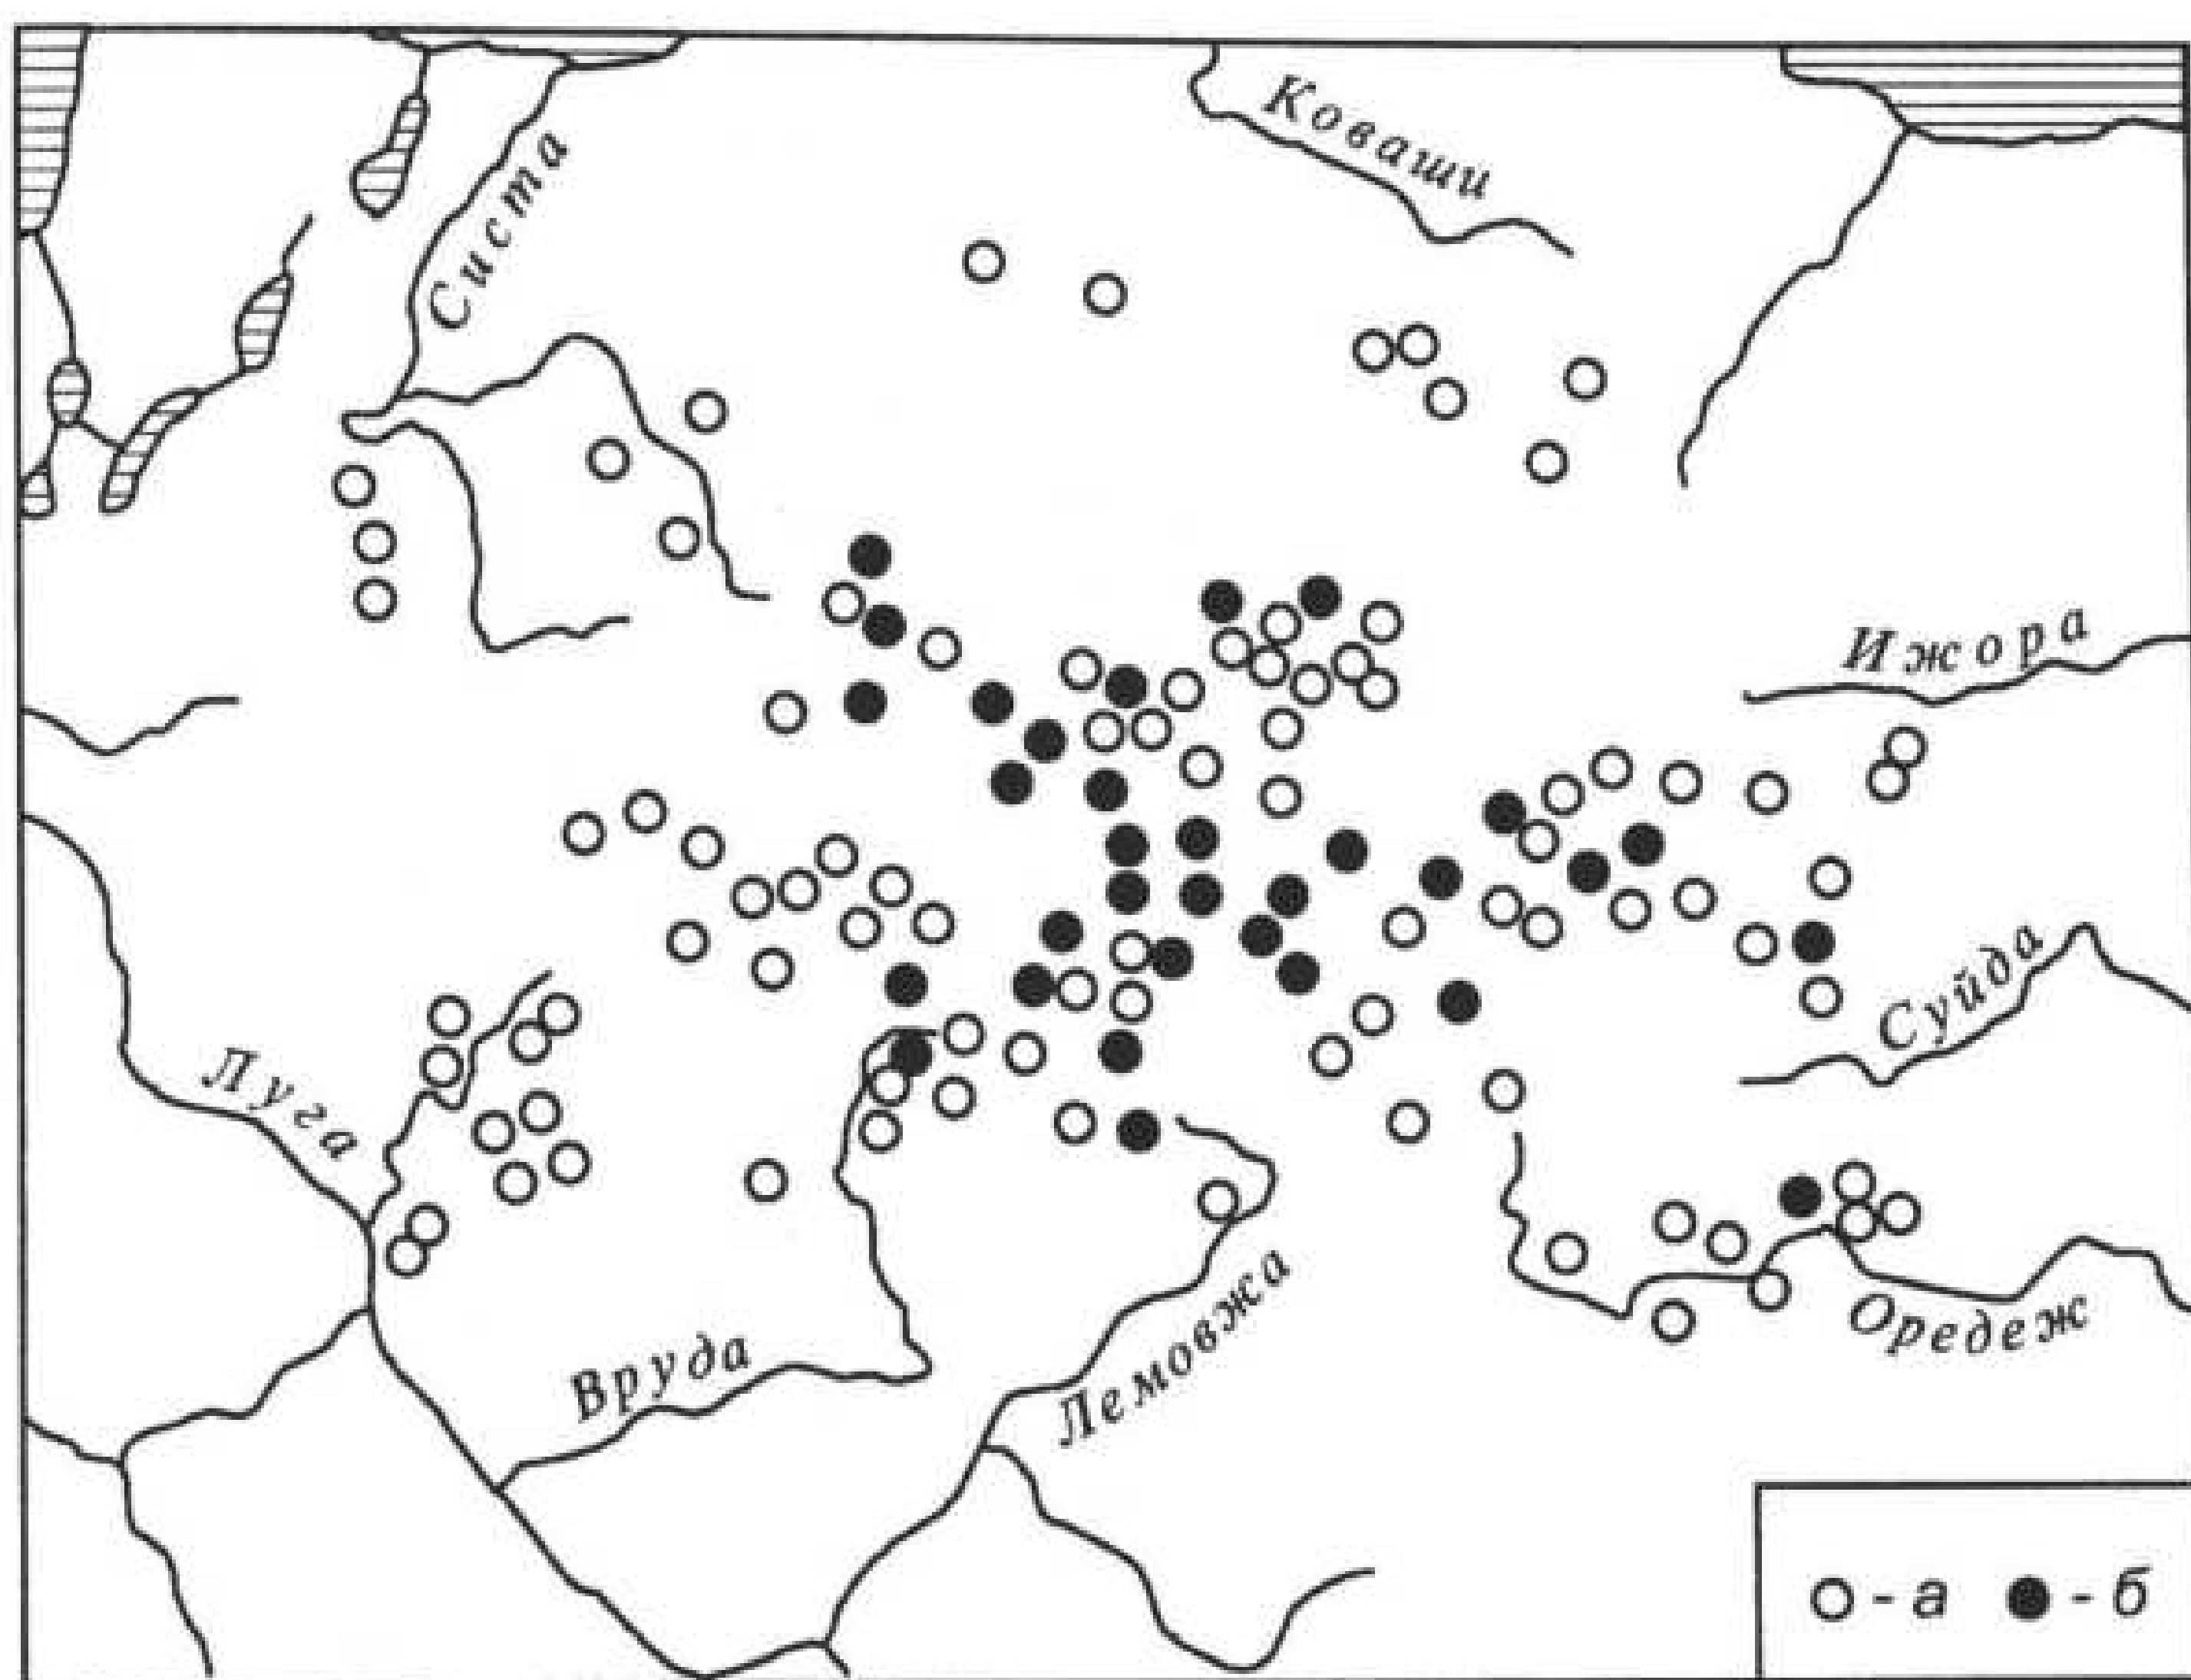 Коваши
Систа
Ижора
Суйда
Луга
Оредеж
Лемовжа
Вруда
- а - б